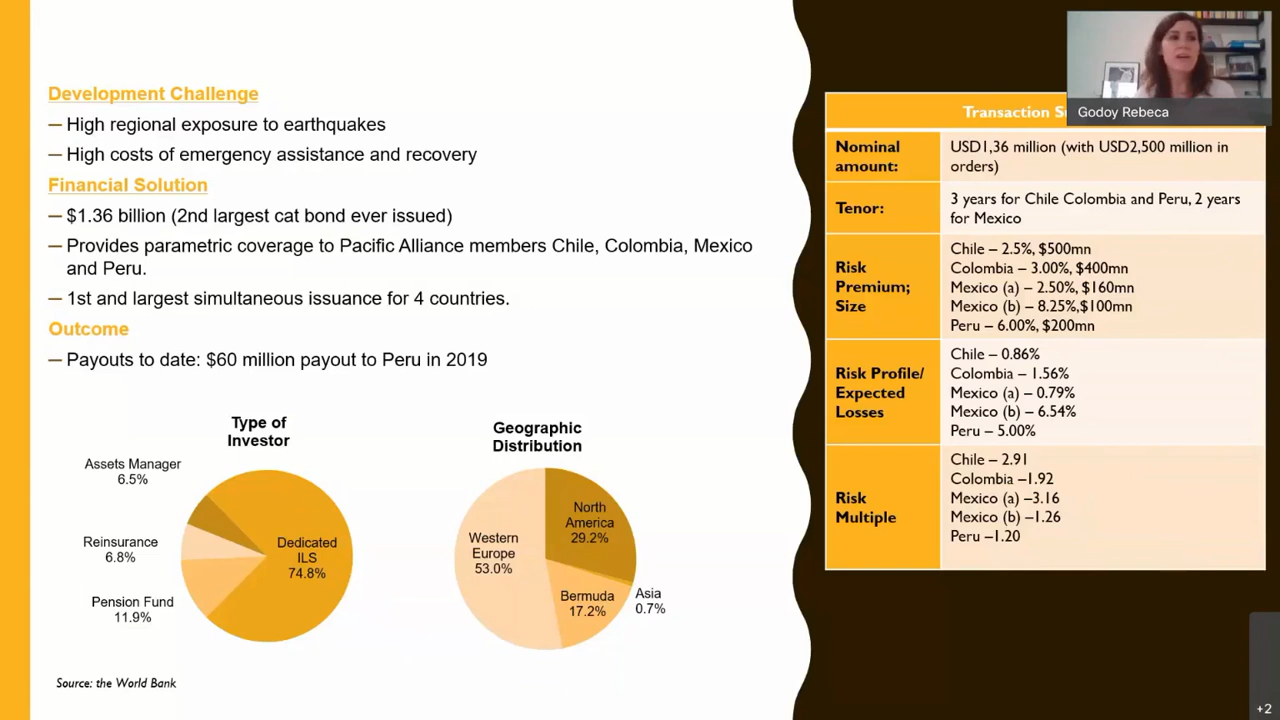 Development Challenge
— High regional exposure to earthquakes
— High costs of emergency assistance and recovery
Financial Solution
— $1.36 billion (2nd largest cat bond ever issued)
— Provides parametric coverage to Pacific Alliance members Chile, Colombia, Mexico
and Peru.
— 1st and largest simultaneous issuance for 4 countries.
Outcome
— Payouts to date: $60 million payout to Peru in 2019
Type of
Investor
Assets Manager
6.5%
Reinsurance
6.8%
Pension Fund
11.9%
Dedicated
ILS
74.8%
Geographic
Distribution
North
America
29.2%
Western
Europe
53.0%
Bermuda
17.2%
Asia
0.7%
Source: the World Bank
Godoy Rebeca
Transaction
Nominal
amount:
USD1,36 million (with USD2,500 million in
orders)
Tenor:
3 years for Chile Colombia and Peru, 2 years
for Mexico
Risk
Premium;
Size
Chile – 2.5%, $500mn
Colombia – 3.00%, $400mn
Mexico (a) – 2.50%, $160mn
Mexico (b) – 8.25%,$100mn
Peru – 6.00%, $200mn
Risk Profile/
Expected
Losses
Chile – 0.86%
Colombia – 1.56%
Mexico (a) – 0.79%
Mexico (b) – 6.54%
Peru – 5.00%
Risk
Multiple
Chile – 2.91
Colombia –1.92
Mexico (a) –3.16
Mexico (b) –1.26
Peru –1.20
+2